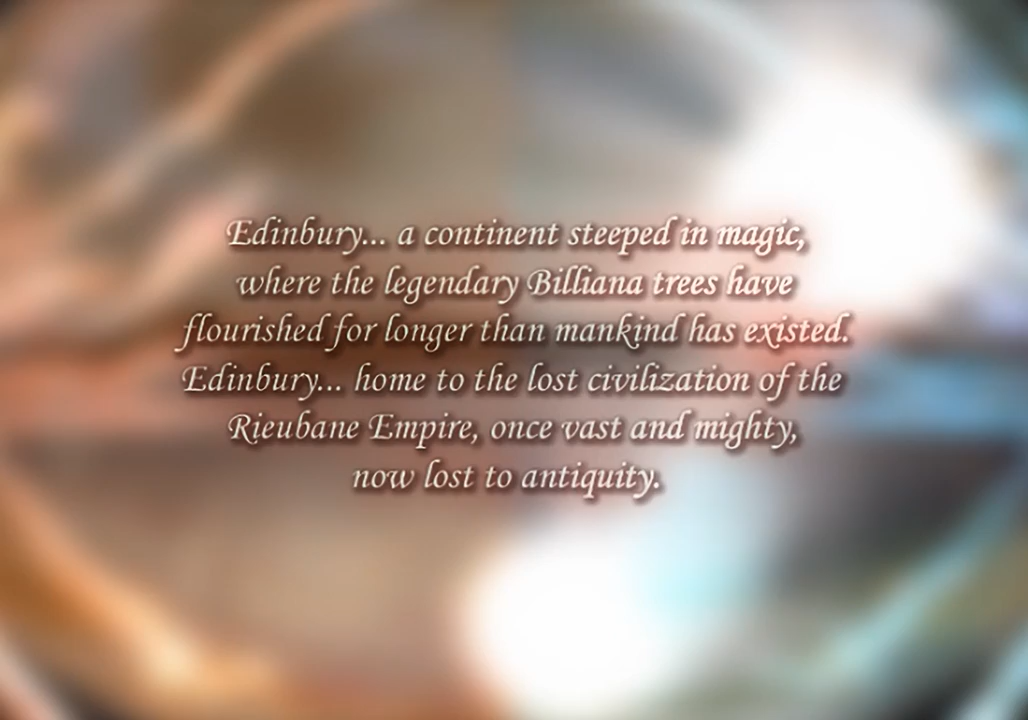 Edinbury... a continent steeped in magic,
where the legendary Billiana trees have
flourished for longer than mankind has existed.
Edinbury... home to the lost civilization of the
Rieubane Empire, once vast and mighty,
now lost to antiquity.